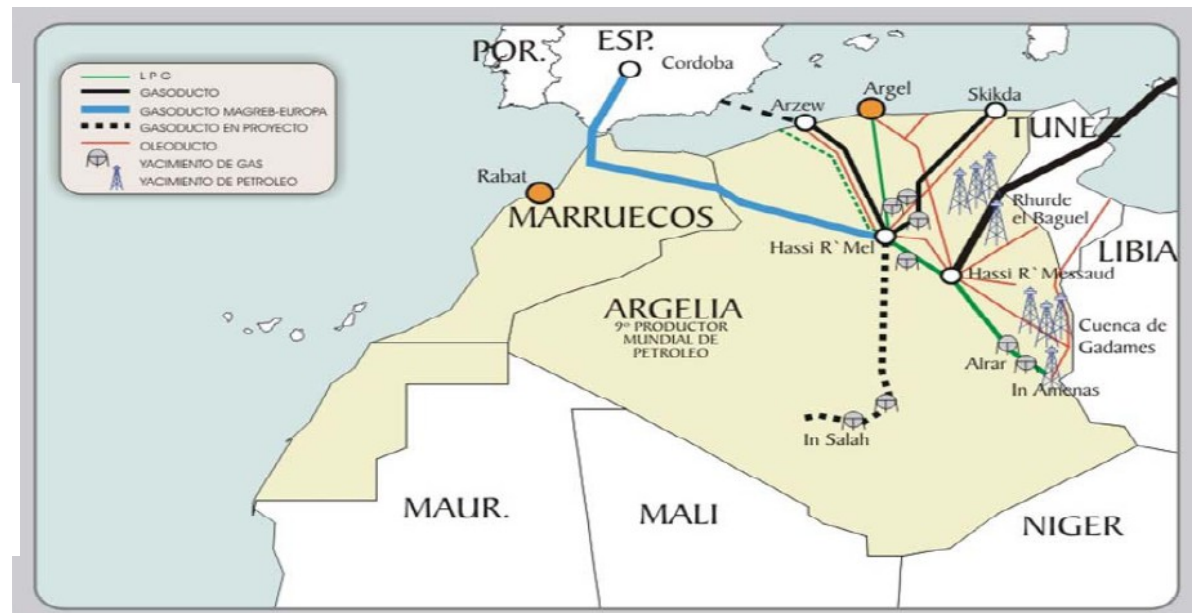 L P G
GASODUCTO
GASODUCTO MAGREB-EUROPA
GASODUCTO EN PROYECTO
OLEODUCTO
YACIMIENTO DE GAS
YACIMIENTO DE PETROLEO
POR.
ESP.
Cordoba
Arzew
Argel
Skikda
TUNEZ
Rabat
MARRUECOS
Rhurde
el Baguel
Hassi R`Mel
LIBIA
Hassi R`Messaud
ARGELIA
9º PRODUCTOR
MUNDIAL DE
PETROLEO
Cuenca de
Gadames
Alrar
In Amenas
In Salah
MAUR.
MALI
NIGER